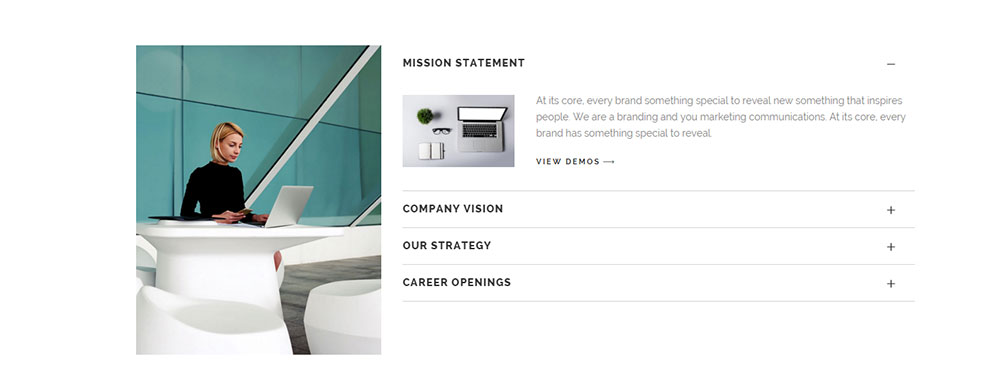 MISSION STATEMENT
At its core, every brand something special to reveal new something that inspires
people. We are a branding and you marketing communications. At its core, every
brand has something special to reveal.
VIEW DEMOS
COMPANY VISION
OUR STRATEGY
CAREER OPENINGS